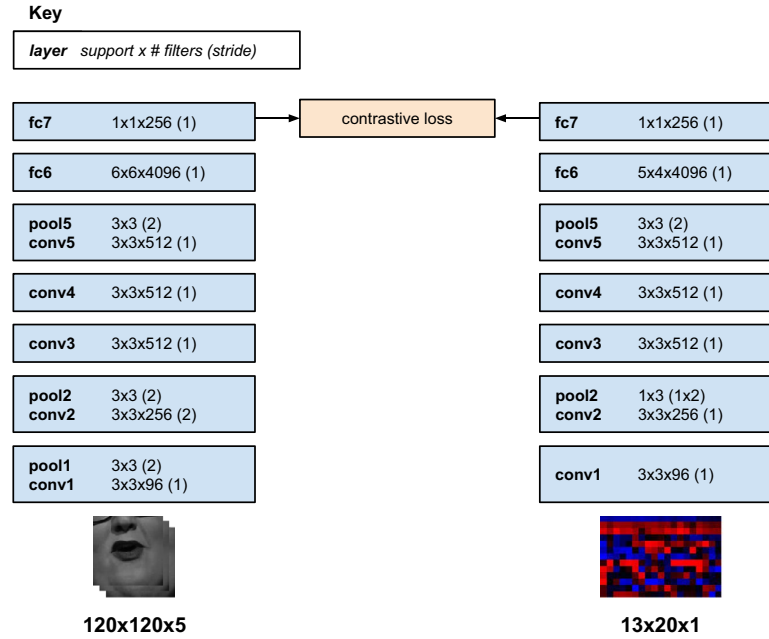 Key
layer support x # filters (stride)
fc7 1x1x256 (1)
contrastive loss
fc7 1x1x256 (1)
fc6 6x6x4096 (1)
fc6 5x4x4096 (1)
pool5 3x3 (2)
conv5 3x3x512 (1)
pool5 3x3 (2)
conv5 3x3x512 (1)
conv4 3x3x512 (1)
conv4 3x3x512 (1)
conv3 3x3x512 (1)
conv3 3x3x512 (1)
pool2 3x3 (2)
conv2 3x3x256 (2)
pool2 1x3 (1x2)
conv2 3x3x256 (1)
pool1 3x3 (2)
conv1 3x3x96 (1)
conv1 3x3x96 (1)
120x120x5
13x20x1